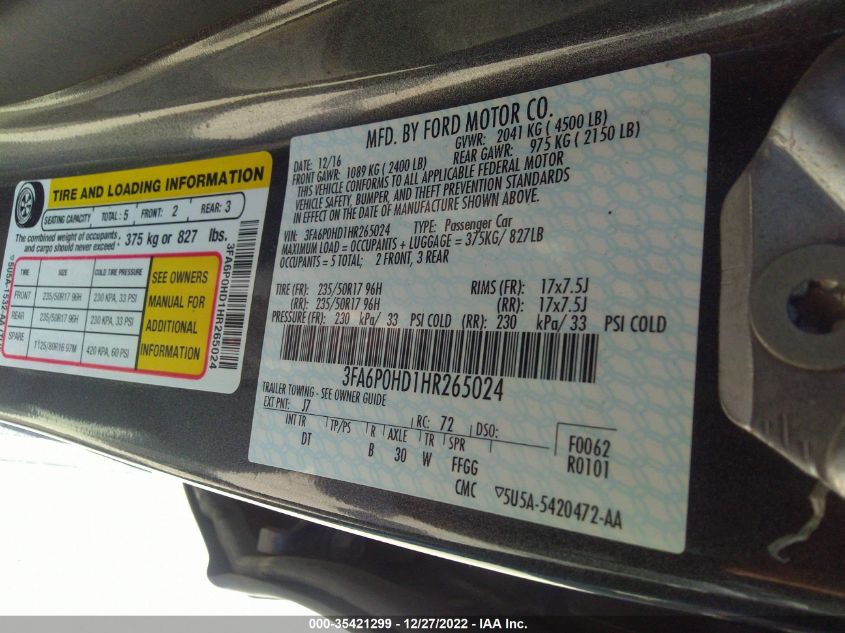 TIRE AND LOADING INFORMATION
SEATING CAPACITY TOTAL: 5 FRONT: 2 REAR: 3
The combined weight of occupants and cargo should never exceed 375 kg or 827 lbs.
TIRE SIZE COLD TIRE PRESSURE
FRONT 235/50R17 96H 230 KPA, 33 PSI
REAR 235/50R17 96H 230 KPA, 33 PSI
SPARE T125/80R16 97M 420 KPA, 60 PSI
SEE OWNERS
MANUAL FOR
ADDITIONAL
INFORMATION
3FA6P0HD1HR265024
MFD. BY FORD MOTOR CO.
DATE: 12/16 GVWR: 2041 KG ( 4500 LB)
FRONT GAWR: 1089 KG ( 2400 LB) REAR GAWR: 975 KG ( 2150 LB)
THIS VEHICLE CONFORMS TO ALL APPLICABLE FEDERAL MOTOR
VEHICLE SAFETY, BUMPER, AND THEFT PREVENTION STANDARDS
IN EFFECT ON THE DATE OF MANUFACTURE SHOWN ABOVE.
VIN: 3FA6P0HD1HR265024 TYPE: Passenger Car
MAXIMUM LOAD = OCCUPANTS + LUGGAGE = 375KG/ 827LB
OCCUPANTS = 5 TOTAL; 2 FRONT, 3 REAR
TIRE (FR): 235/50R17 96H RIMS (FR): 17x7.5J
(RR): 235/50R17 96H (RR): 17x7.5J
PRESSURE (FR): 230 kPa/ 33 PSI COLD (RR): 230 kPa/ 33 PSI COLD
3FA6P0HD1HR265024
TRAILER TOWING - SEE OWNER GUIDE
EXT PNT: J7 RC: 72 DSO:
INT TR TP/PS R AXLE TR SPR F0062
DT B 30 W FFGG R0101
CMC ▽5U5A-5420472-AA
000-35421299 - 12/27/2022 - IAA Inc.